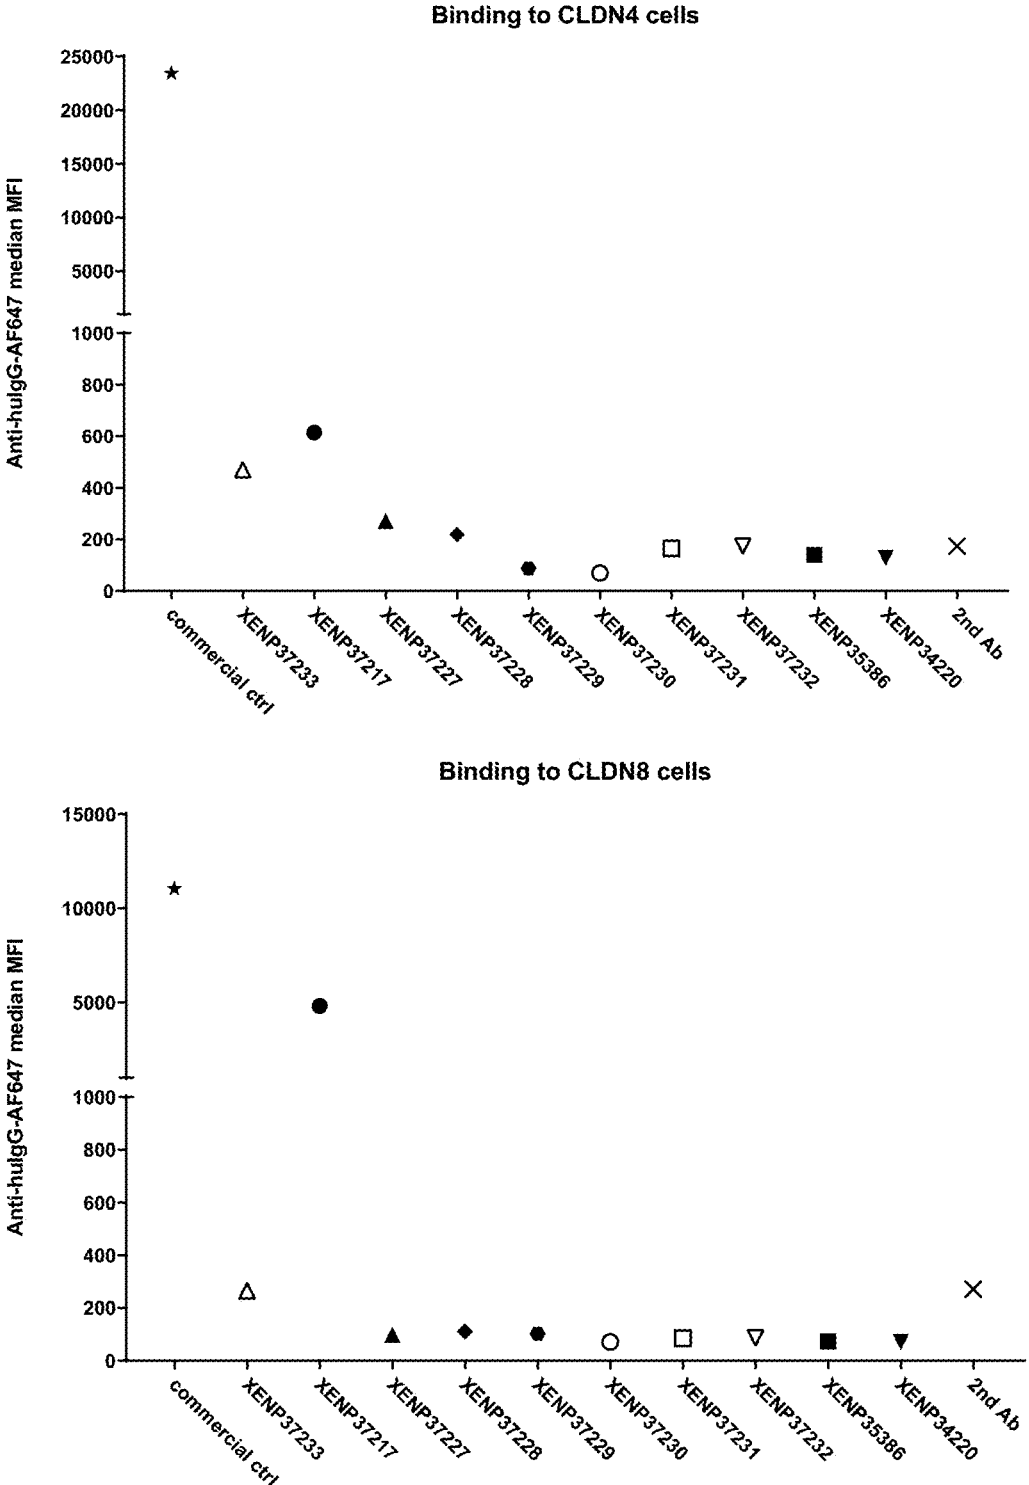 Binding to CLDN4 cells
Anti-huIgG-AF647 median MFI
25000
20000
15000
10000
5000
1000
800
600
400
200
0
commercial ctrl
XENP37233
XENP37217
XENP37227
XENP37228
XENP37229
XENP37230
XENP37231
XENP37232
XENP35386
XENP34220
2nd Ab
Binding to CLDN8 cells
Anti-huIgG-AF647 median MFI
15000
10000
5000
1000
800
600
400
200
0
commercial ctrl
XENP37233
XENP37217
XENP37227
XENP37228
XENP37229
XENP37230
XENP37231
XENP37232
XENP35386
XENP34220
2nd Ab